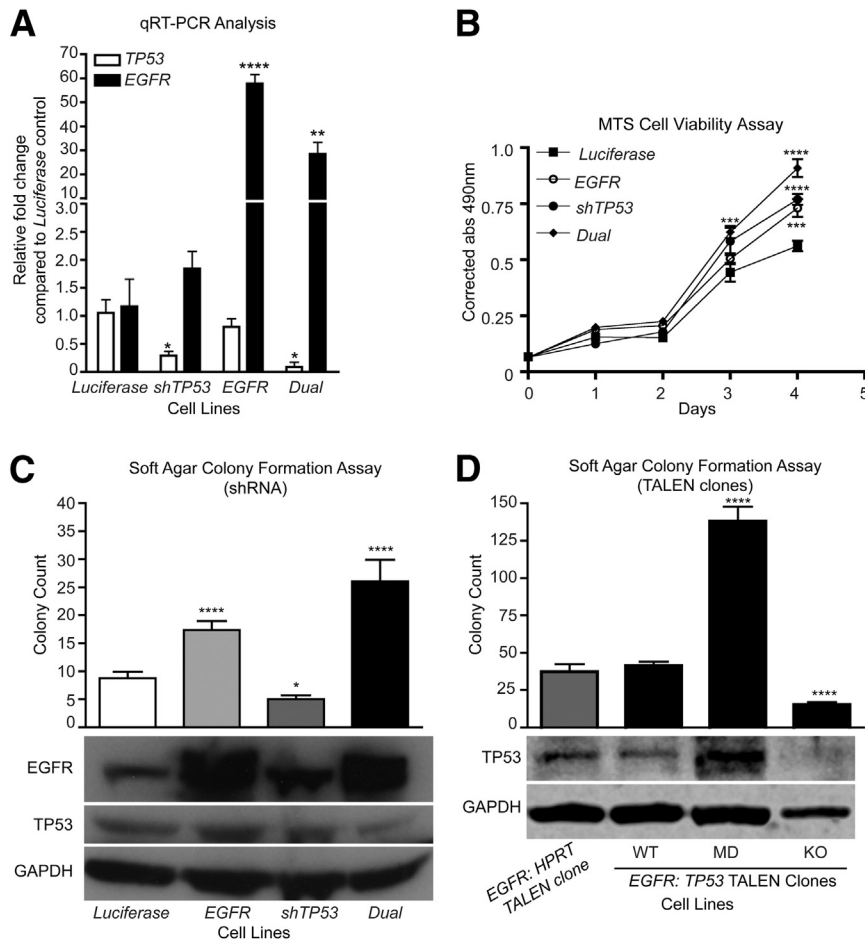 A
qRT-PCR Analysis
Relative fold change
compared to Luciferase control
70
60
50
40
30
20
10
3.0
2.5
2.0
1.5
1.0
0.5
0
TP53
EGFR
****
**
*
*
Luciferase shTP53 EGFR Dual
Cell Lines
B
MTS Cell Viability Assay
Corrected abs 490nm
1.0
0.75
0.25
0
Luciferase
EGFR
shTP53
Dual
****
****
***
***
0 1 2 3 4 5
Days
C
Soft Agar Colony Formation Assay
(shRNA)
Colony Count
40
35
30
25
20
15
10
5
0
****
****
*
EGFR
TP53
GAPDH
Luciferase EGFR shTP53 Dual
Cell Lines
D
Soft Agar Colony Formation Assay
(TALEN clones)
Colony Count
150
125
100
75
50
25
0
****
****
TP53
GAPDH
EGFR: HPRT
TALEN clone
WT MD KO
EGFR: TP53 TALEN Clones
Cell Lines